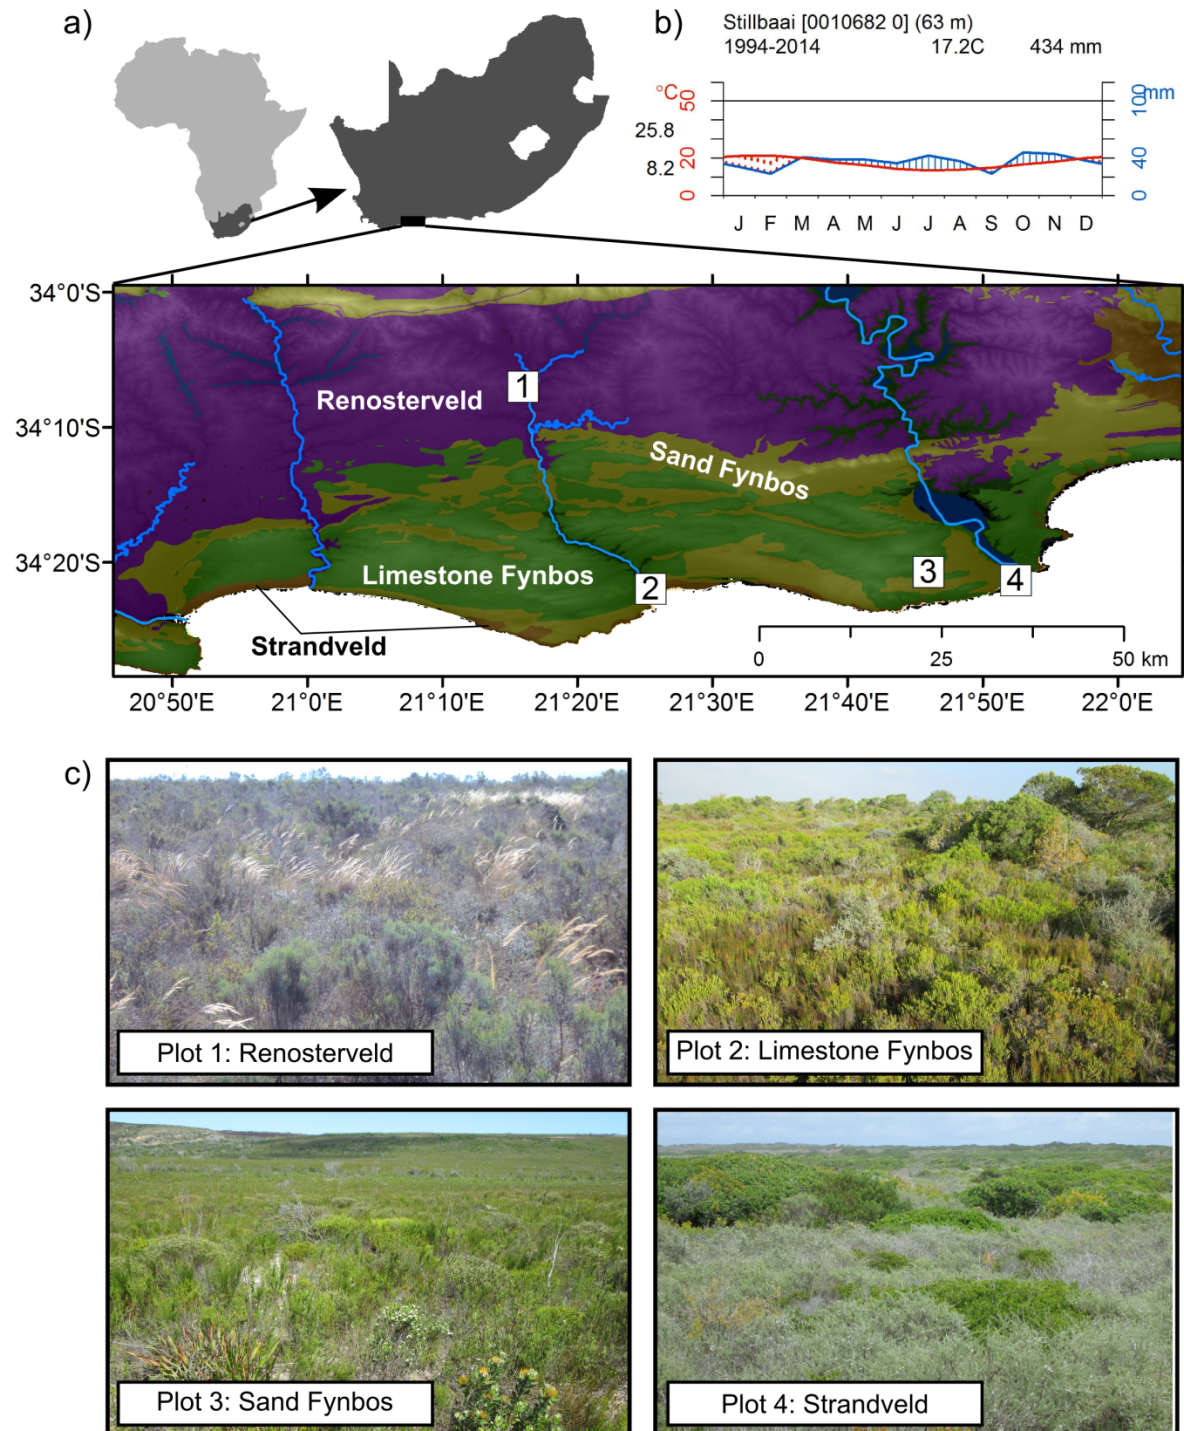 a)
b)
Stillbaai [0010682 0] (63 m)
1994-2014 17.2C 434 mm
°C
50
20
0
25.8
8.2
mm
100
40
0
J F M A M J J A S O N D
34°0'S
34°10'S
34°20'S
Renosterveld
1
Sand Fynbos
Limestone Fynbos
2
3
4
Strandveld
0 25 50 km
20°50'E 21°0'E 21°10'E 21°20'E 21°30'E 21°40'E 21°50'E 22°0'E
c)
Plot 1: Renosterveld
Plot 2: Limestone Fynbos
Plot 3: Sand Fynbos
Plot 4: Strandveld